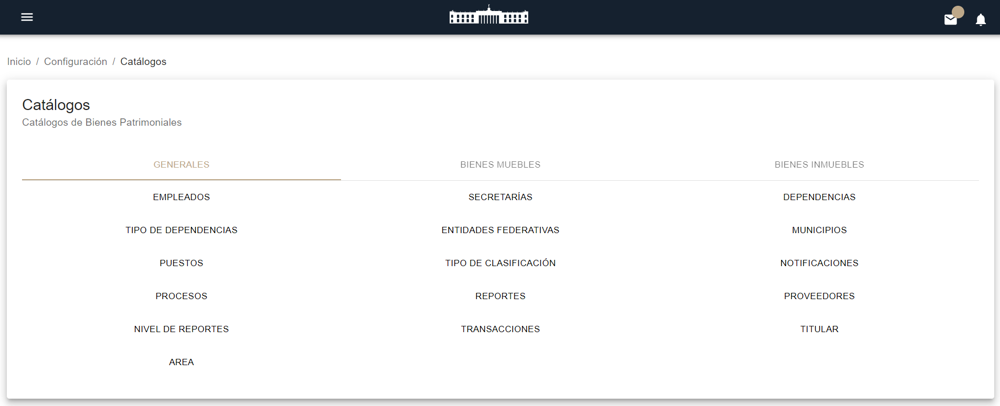 Inicio / Configuración / Catálogos
Catálogos
Catálogos de Bienes Patrimoniales
GENERALES BIENES MUEBLES BIENES INMUEBLES
EMPLEADOS SECRETARÍAS DEPENDENCIAS
TIPO DE DEPENDENCIAS ENTIDADES FEDERATIVAS MUNICIPIOS
PUESTOS TIPO DE CLASIFICACIÓN NOTIFICACIONES
PROCESOS REPORTES PROVEEDORES
NIVEL DE REPORTES TRANSACCIONES TITULAR
AREA